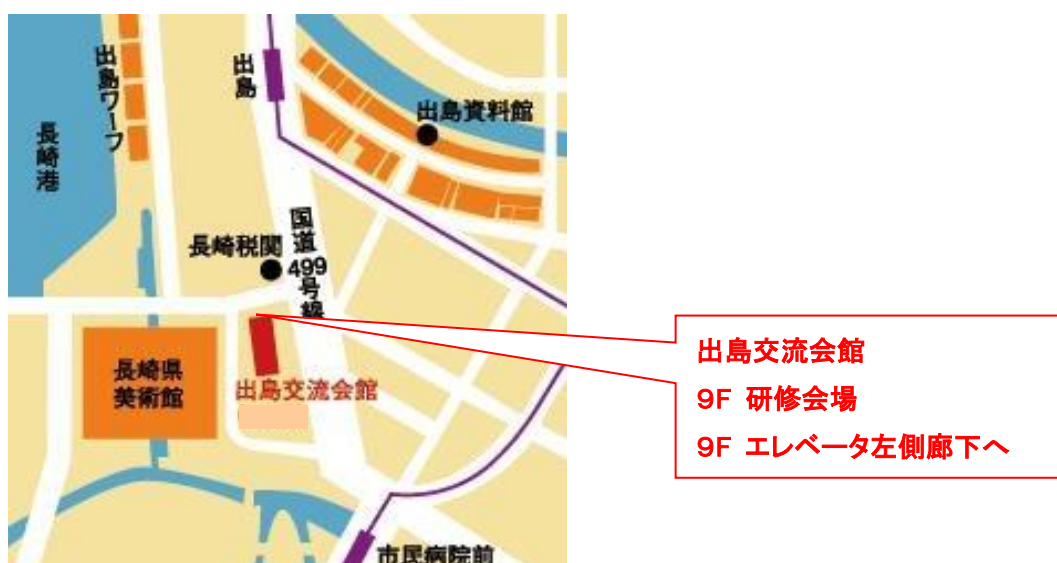 出島ワーフ
出島
出島資料館
長崎港
長崎税関
国道
499
号線
長崎県
美術館
出島交流会館
市民病院前
出島交流会館
9F 研修会場
9F エレベータ左側廊下へ